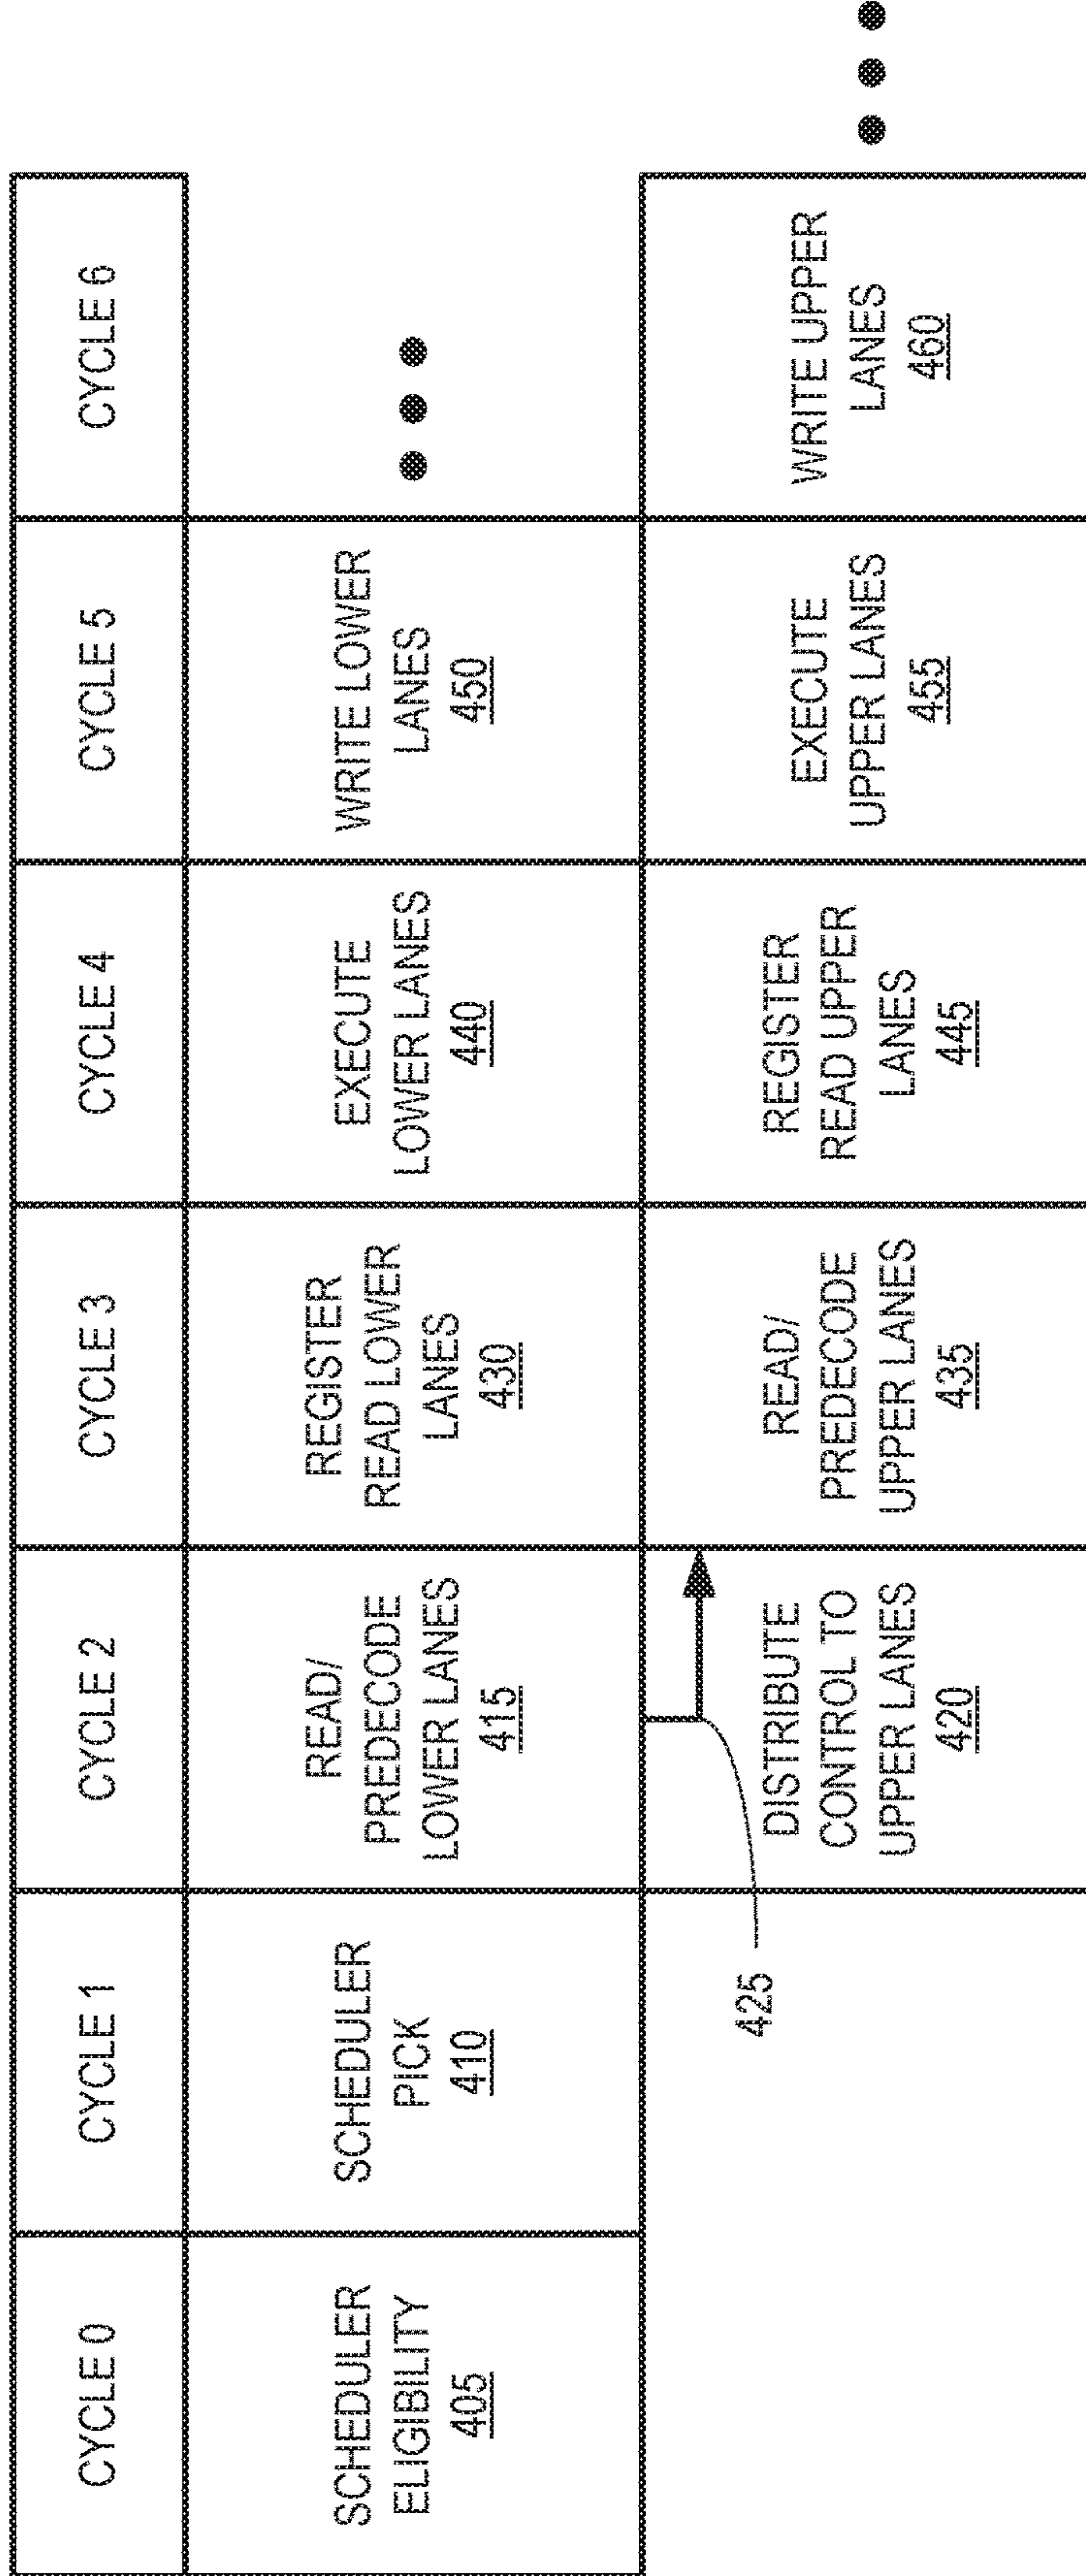 CYCLE 0
CYCLE 1
CYCLE 2
CYCLE 3
CYCLE 4
CYCLE 5
CYCLE 6
SCHEDULER
ELIGIBILITY
405
SCHEDULER
PICK
410
READ/
PREDECODE
LOWER LANES
415
REGISTER
READ LOWER
LANES
430
EXECUTE
LOWER LANES
440
WRITE LOWER
LANES
450
425
DISTRIBUTE
CONTROL TO
UPPER LANES
420
READ/
PREDECODE
UPPER LANES
435
REGISTER
READ UPPER
LANES
445
EXECUTE
UPPER LANES
455
WRITE UPPER
LANES
460